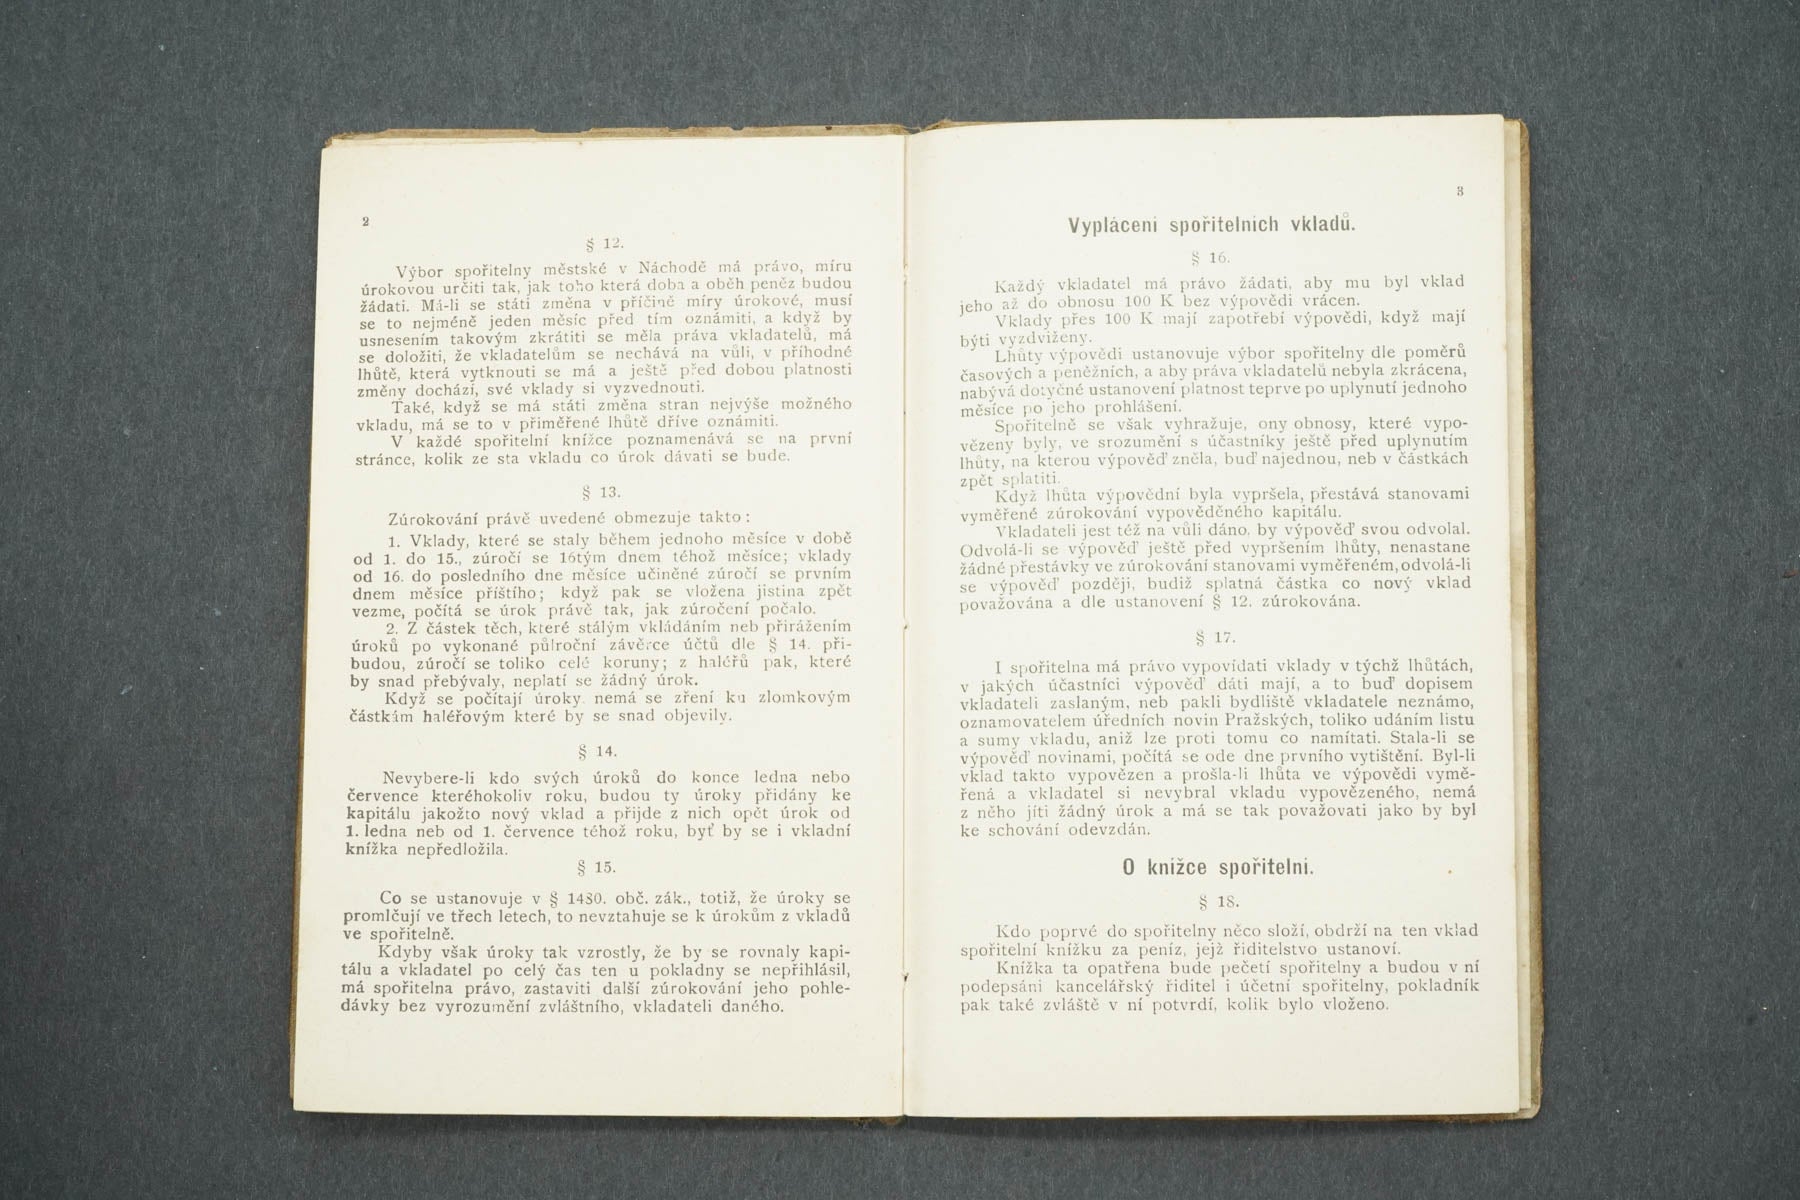 2
§ 12.
Výbor spořitelny městské v Náchodě má právo, míru
úrokovou určiti tak, jak toho která doba a oběh peněz budou
žádati. Má-li se státi změna v příčině míry úrokové, musí
se to nejméně jeden měsíc před tím oznámiti, a když by
usnesením takovým zkrátiti se měla práva vkladatelů, má
se doložiti, že vkladatelům se nechává na vůli, v příhodné
lhůtě, která vytknouti se má a ještě před dobou platnosti
změny dochází, své vklady si vyzvednouti.
Také, když se má státi změna stran nejvýše možného
vkladu, má se to v přiměřené lhůtě dříve oznámiti.
V každé spořitelní knížce poznamenává se na první
stránce, kolik ze sta vkladu co úrok dávati se bude.
§ 13.
Zúrokování právě uvedené obmezuje takto:
1. Vklady, které se staly během jednoho měsíce v době
od 1. do 15., zúročí se 16tým dnem téhož měsíce; vklady
od 16. do posledního dne měsíce učiněné zúročí se prvním
dnem měsíce příštího; když pak se vložena jistina zpět
vezme, počítá se úrok právě tak, jak zúročení počalo.
2. Z částek těch, které stálým vkládáním neb přirážením
úroků po vykonané půlroční závěrce účtů dle § 14. při-
budou, zúročí se toliko celé koruny; z haléřů pak, které
by snad přebývaly, neplatí se žádný úrok.
Když se počítají úroky nemá se zření ku zlomkovým
částkám haléřovým které by se snad objevily.
§ 14.
Nevybere-li kdo svých úroků do konce ledna nebo
července kteréhokoliv roku, budou ty úroky přidány ke
kapitálu jakožto nový vklad a přijde z nich opět úrok od
1. ledna neb od 1. července téhož roku, byť by se i vkladní
knížka nepředložila.
§ 15.
Co se ustanovuje v § 1480. obč. zák., totiž, že úroky se
promlčují ve třech letech, to nevztahuje se k úrokům z vkladů
ve spořitelně.
Kdyby však úroky tak vzrostly, že by se rovnaly kapi-
tálu a vkladatel po celý čas ten u pokladny se nepřihlásil,
má spořitelna právo, zastaviti další zúrokování jeho pohle-
dávky bez vyrozumění zvláštního, vkladateli daného.
3
Vyplácení spořitelních vkladů.
§ 16.
Každý vkladatel má právo žádati, aby mu byl vklad
jeho až do obnosu 100 K bez výpovědi vrácen.
Vklady přes 100 K mají zapotřebí výpovědi, když mají
býti vyzdviženy.
Lhůty výpovědi ustanovuje výbor spořitelny dle poměrů
časových a peněžních, a aby práva vkladatelů nebyla zkrácena,
nabývá dotyčné ustanovení platnost teprve po uplynutí jednoho
měsíce po jeho prohlášení.
Spořitelně se však vyhražuje, ony obnosy, které vypo-
vězeny byly, ve srozumění s účastníky ještě před uplynutím
lhůty, na kterou výpověď zněla, buď najednou, neb v částkách
zpět splatiti.
Když lhůta výpovědní byla vypršela, přestává stanovami
vyměřené zúrokování vypověděného kapitálu.
Vkladateli jest též na vůli dáno, by výpověď svou odvolal.
Odvolá-li se výpověď ještě před vypršením lhůty, nenastane
žádné přestávky ve zúrokování stanovami vyměřeném, odvolá-li
se výpověď později, budiž splatná částka co nový vklad
považována a dle ustanovení § 12. zúrokována.
§ 17.
I spořitelna má právo vypovídati vklady v týchž lhůtách,
v jakých účastníci výpověď dáti mají, a to buď dopisem
vkladateli zaslaným, neb pakli bydliště vkladatele neznámo,
oznamovatelem úředních novin Pražských, toliko udáním listu
a sumy vkladu, aniž lze proti tomu co namítati. Stala-li se
výpověď novinami, počítá se ode dne prvního vytištění. Byl-li
vklad takto vypovězen a prošla-li lhůta ve výpovědi vymě-
řená a vkladatel si nevybral vkladu vypovězeného, nemá
z něho jíti žádný úrok a má se tak považovati jako by byl
ke schování odevzdán.
O knížce spořitelní.
§ 18.
Kdo poprvé do spořitelny něco složí, obdrží na ten vklad
spořitelní knížku za peníz, jejž řiditelstvo ustanoví.
Knížka ta opatřena bude pečetí spořitelny a budou v ní
podepsáni kancelářský řiditel i účetní spořitelny, pokladník
pak také zvláště v ní potvrdí, kolik bylo vloženo.